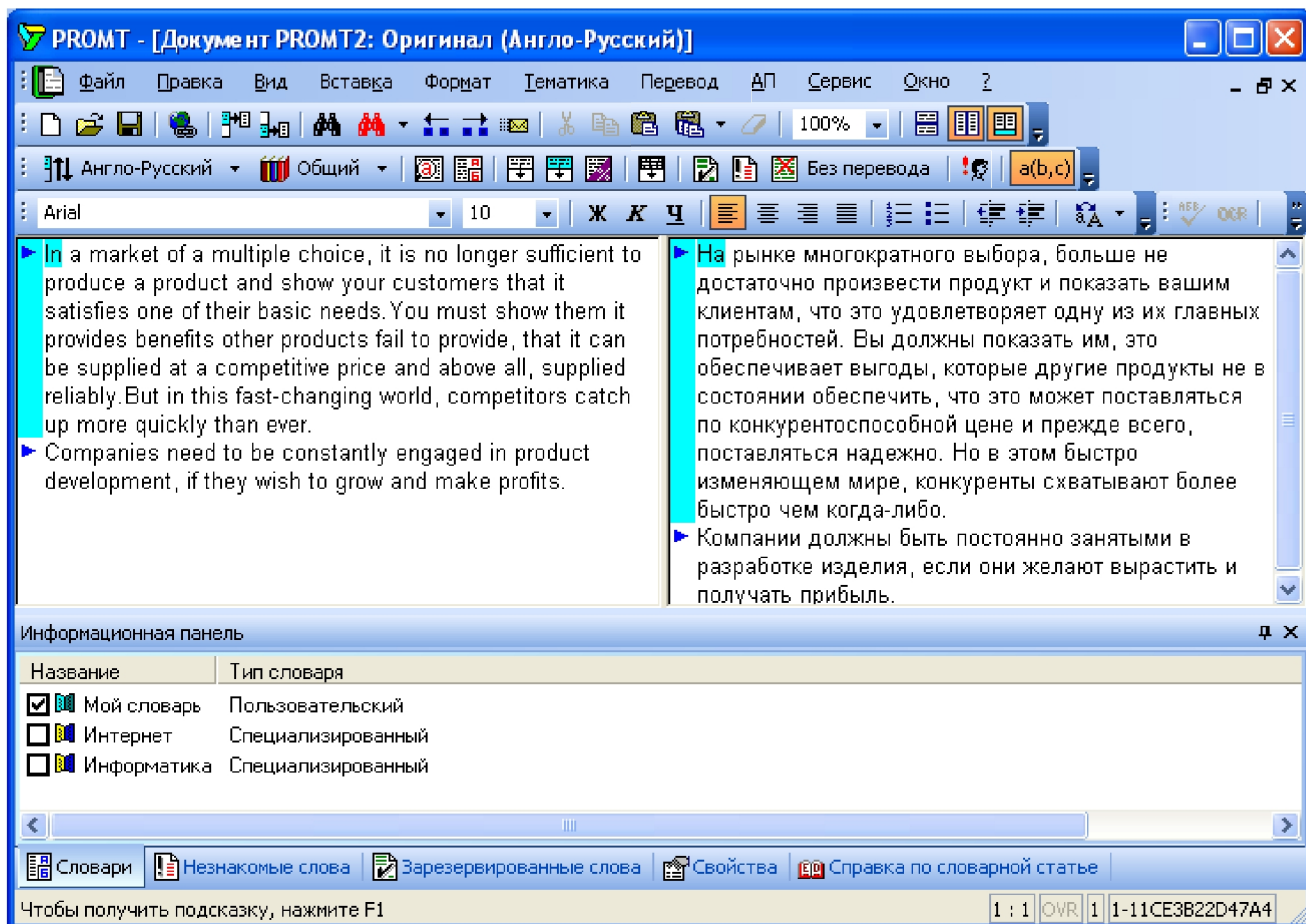 PROMT - [Документ PROMT2: Оригинал (Англо-Русский)]
Файл Правка Вид Вставка Формат Тематика Перевод АП Сервис Окно ?
100%
Англо-Русский Общий Без перевода a(b,c)
Arial 10 Ж К Ч OCR
In a market of a multiple choice, it is no longer sufficient to
produce a product and show your customers that it
satisfies one of their basic needs.You must show them it
provides benefits other products fail to provide, that it can
be supplied at a competitive price and above all, supplied
reliably.But in this fast-changing world, competitors catch
up more quickly than ever.
Companies need to be constantly engaged in product
development, if they wish to grow and make profits.
На рынке многократного выбора, больше не
достаточно произвести продукт и показать вашим
клиентам, что это удовлетворяет одну из их главных
потребностей. Вы должны показать им, это
обеспечивает выгоды, которые другие продукты не в
состоянии обеспечить, что это может поставляться
по конкурентоспособной цене и прежде всего,
поставляться надежно. Но в этом быстро
изменяющем мире, конкуренты схватывают более
быстро чем когда-либо.
Компании должны быть постоянно занятыми в
разработке изделия, если они желают вырастить и
получать прибыль.
Информационная панель
Название Тип словаря
Мой словарь Пользовательский
Интернет Специализированный
Информатика Специализированный
Словари Незнакомые слова Зарезервированные слова Свойства Справка по словарной статье
Чтобы получить подсказку, нажмите F1 1 : 1 OVR 1 1-11CE3B22D47A4